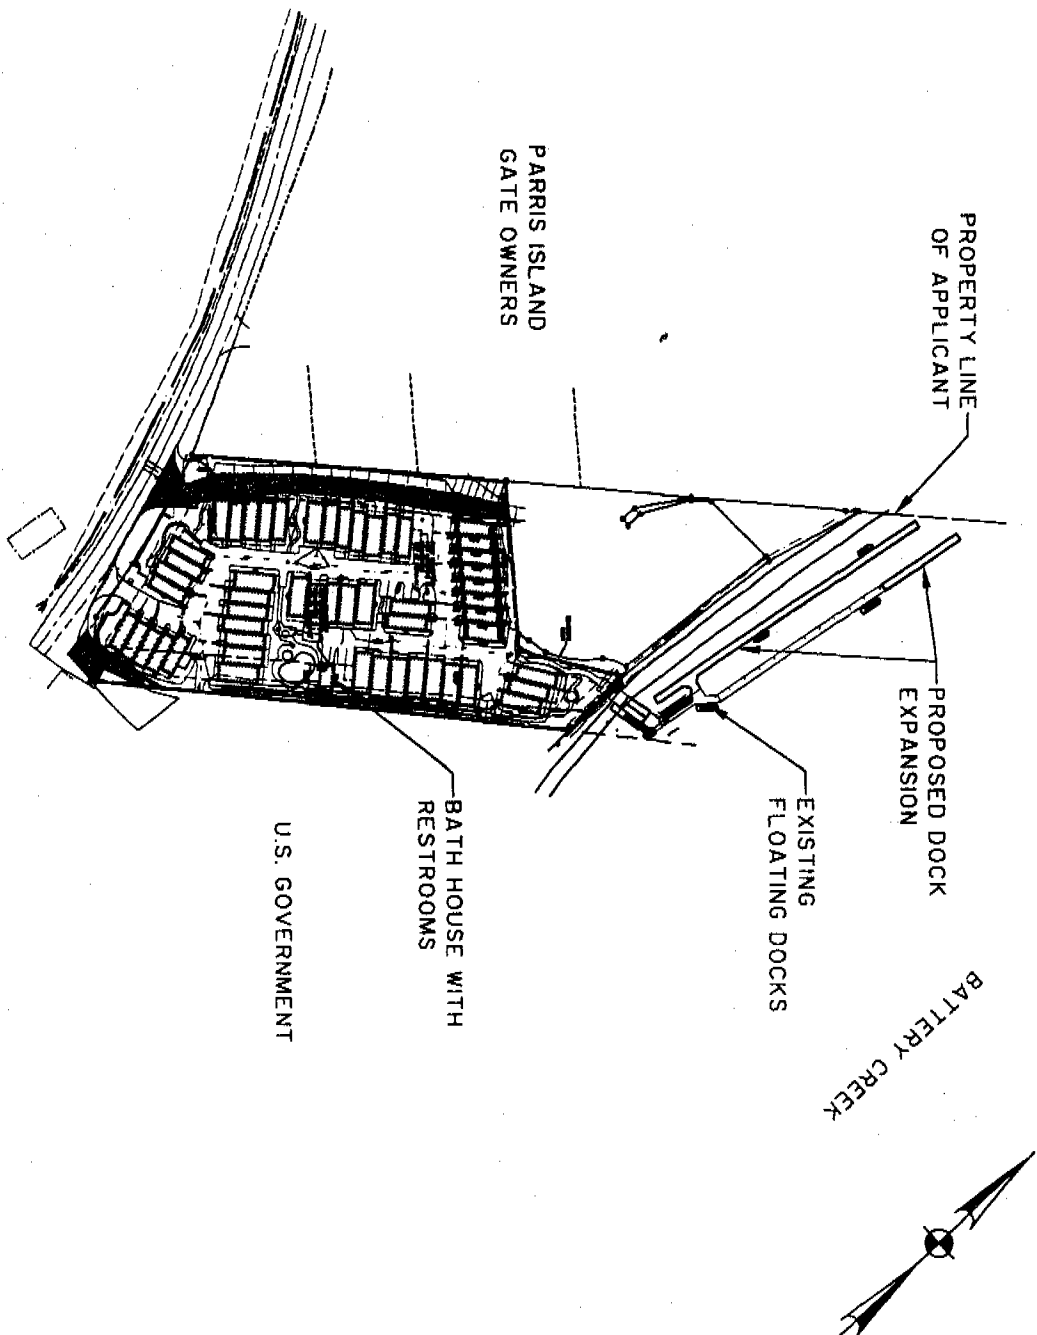 PROPERTY LINE
OF APPLICANT
PARRIS ISLAND
GATE OWNERS
PROPOSED DOCK
EXPANSION
EXISTING
FLOATING DOCKS
BATH HOUSE WITH
RESTROOMS
U.S. GOVERNMENT
BATTERY CREEK